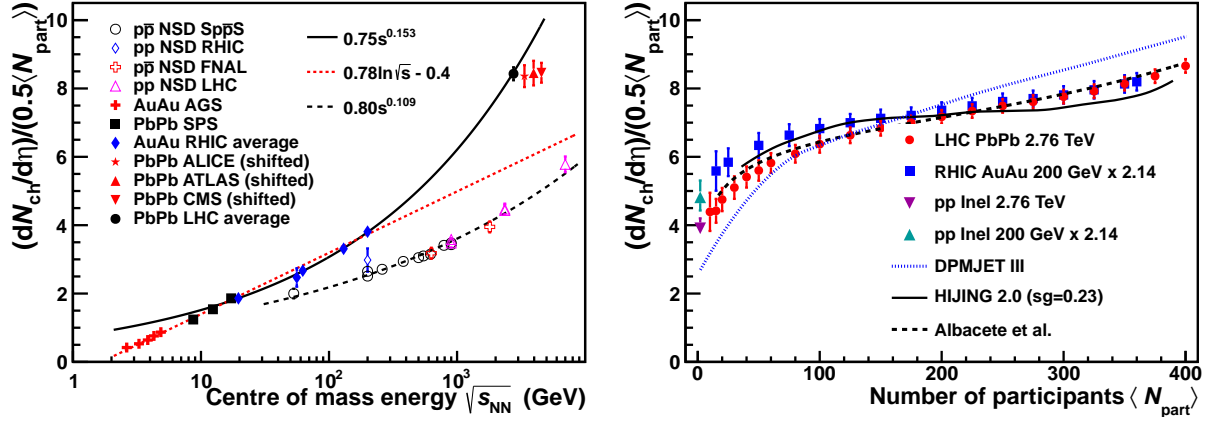 (dN_ch/dη)/(0.5⟨N_part⟩)
10
8
6
4
2
0
pp̅ NSD Spp̅S
pp NSD RHIC
pp̅ NSD FNAL
pp NSD LHC
AuAu AGS
PbPb SPS
AuAu RHIC average
PbPb ALICE (shifted)
PbPb ATLAS (shifted)
PbPb CMS (shifted)
PbPb LHC average
0.75s^0.153
0.78ln√s - 0.4
0.80s^0.109
1 10 10² 10³
Centre of mass energy √s_NN (GeV)
(dN_ch/dη)/(0.5⟨N_part⟩)
10
8
6
4
2
0
LHC PbPb 2.76 TeV
RHIC AuAu 200 GeV x 2.14
pp Inel 2.76 TeV
pp Inel 200 GeV x 2.14
DPMJET III
HIJING 2.0 (sg=0.23)
Albacete et al.
0 100 200 300 400
Number of participants ⟨ N_part⟩